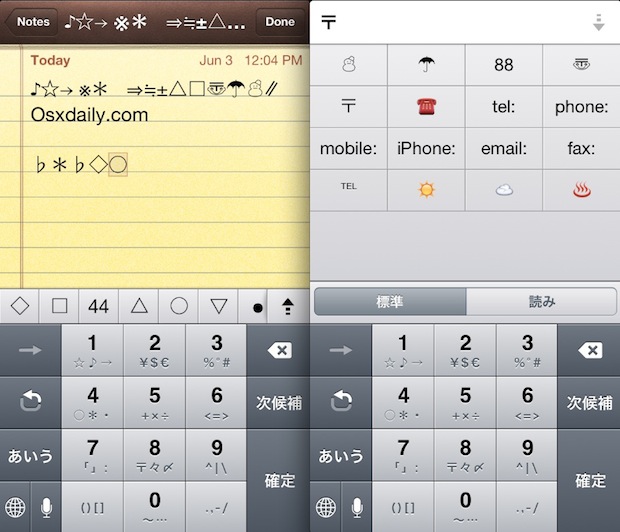 Notes
♪☆→ ※＊　⇒≒±△...
Done
Today
Jun 3 12:04 PM
♪☆→ ※＊　⇒≒±△□〠☂☃〃
Osxdaily.com
♭＊♭◇○
◇ □ 44 △ ○ ▽ ●
→
1
☆♪→
2
¥$€
3
%°#
4
○＊・
5
+×÷
6
<=>
次候補
あいう
7
「」:
8
〒々〆
9
^|\
確定
()[]
0
〜…
.,-/
〒
☃ ☂ 88 〠
〒 ☎ tel: phone:
mobile: iPhone: email: fax:
TEL ☀ ☁ ♨
標準 読み
→
1
☆♪→
2
¥$€
3
%°#
4
○＊・
5
+×÷
6
<=>
次候補
あいう
7
「」:
8
〒々〆
9
^|\
確定
()[]
0
〜…
.,-/